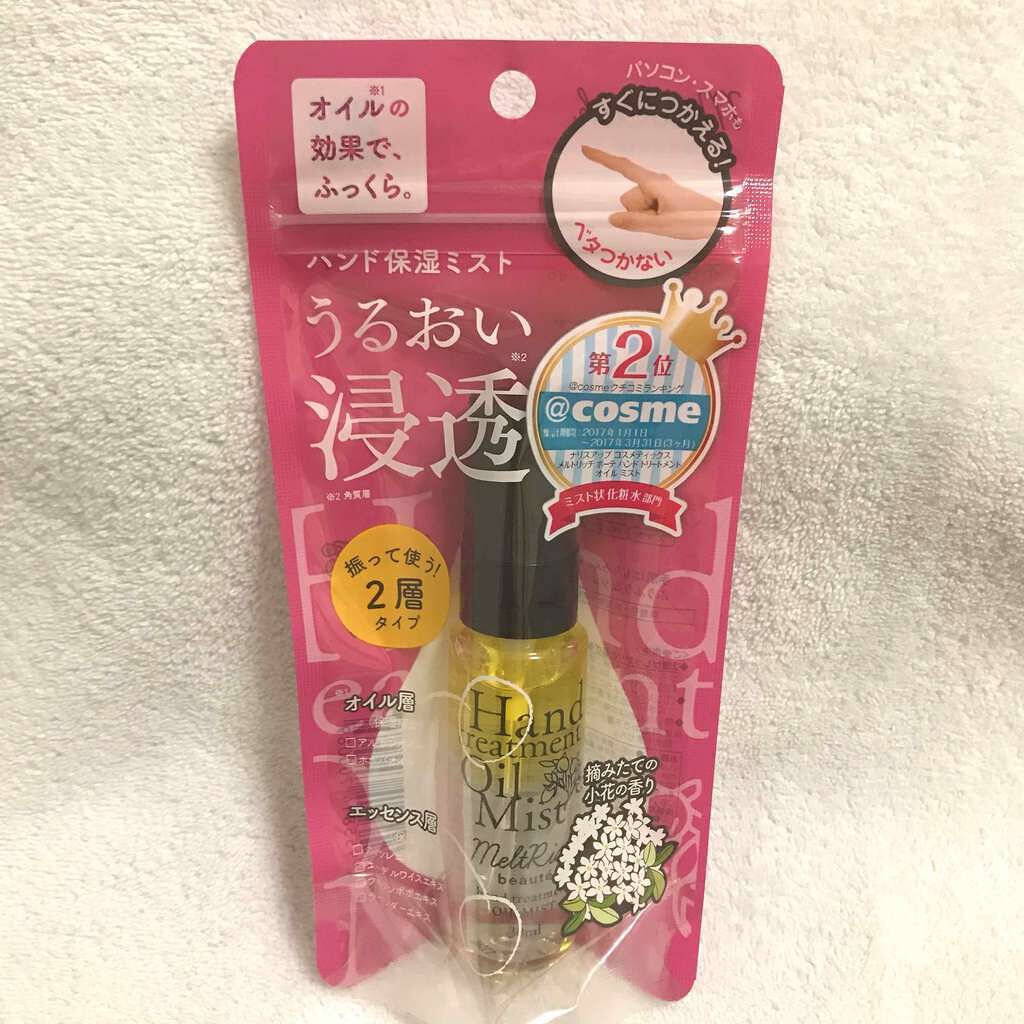 ※1
オイルの
効果で、
ふっくら。
パソコン・スマホも
すぐにつかえる!
ベタつかない
ハンド保湿ミスト
うるおい
※2
浸透
※2 角質層
第2位
@cosmeクチコミランキング
@cosme
集計期間:2017年1月1日
~2017年3月31日(3ヶ月)
ナリスアップ コスメティックス
メルトリッチ ボーテ ハンドトリートメント
オイル ミスト
ミスト状化粧水部門
振って使う!
2層
タイプ
※1
オイル層
エッセンス層
Hand
treatment
Oil
Mist
beauté
OIL MIST
摘みたての
小花の香り